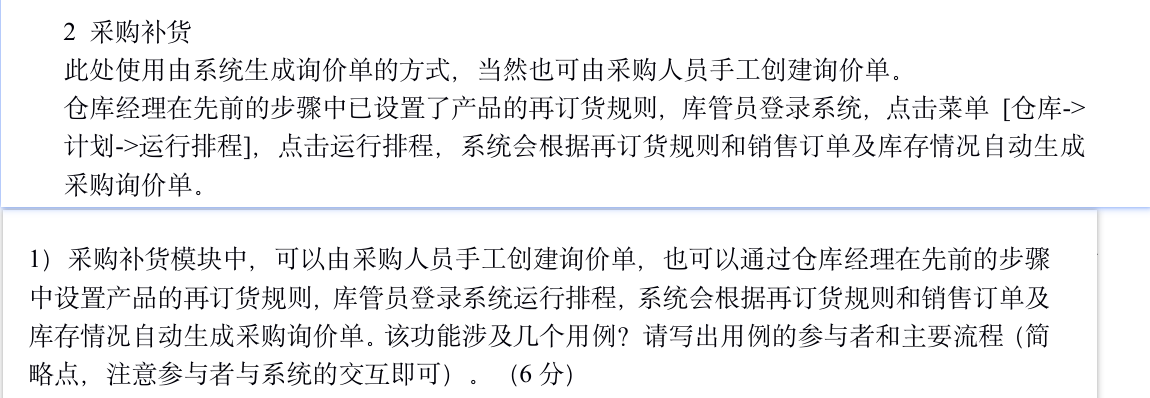 2 采购补货
此处使用由系统生成询价单的方式，当然也可由采购人员手工创建询价单。
仓库经理在先前的步骤中已设置了产品的再订货规则，库管员登录系统，点击菜单 [仓库->
计划->运行排程]，点击运行排程，系统会根据再订货规则和销售订单及库存情况自动生成
采购询价单。
1）采购补货模块中，可以由采购人员手工创建询价单，也可以通过仓库经理在先前的步骤
中设置产品的再订货规则，库管员登录系统运行排程，系统会根据再订货规则和销售订单及
库存情况自动生成采购询价单。该功能涉及几个用例？请写出用例的参与者和主要流程（简
略点，注意参与者与系统的交互即可）。（6 分）